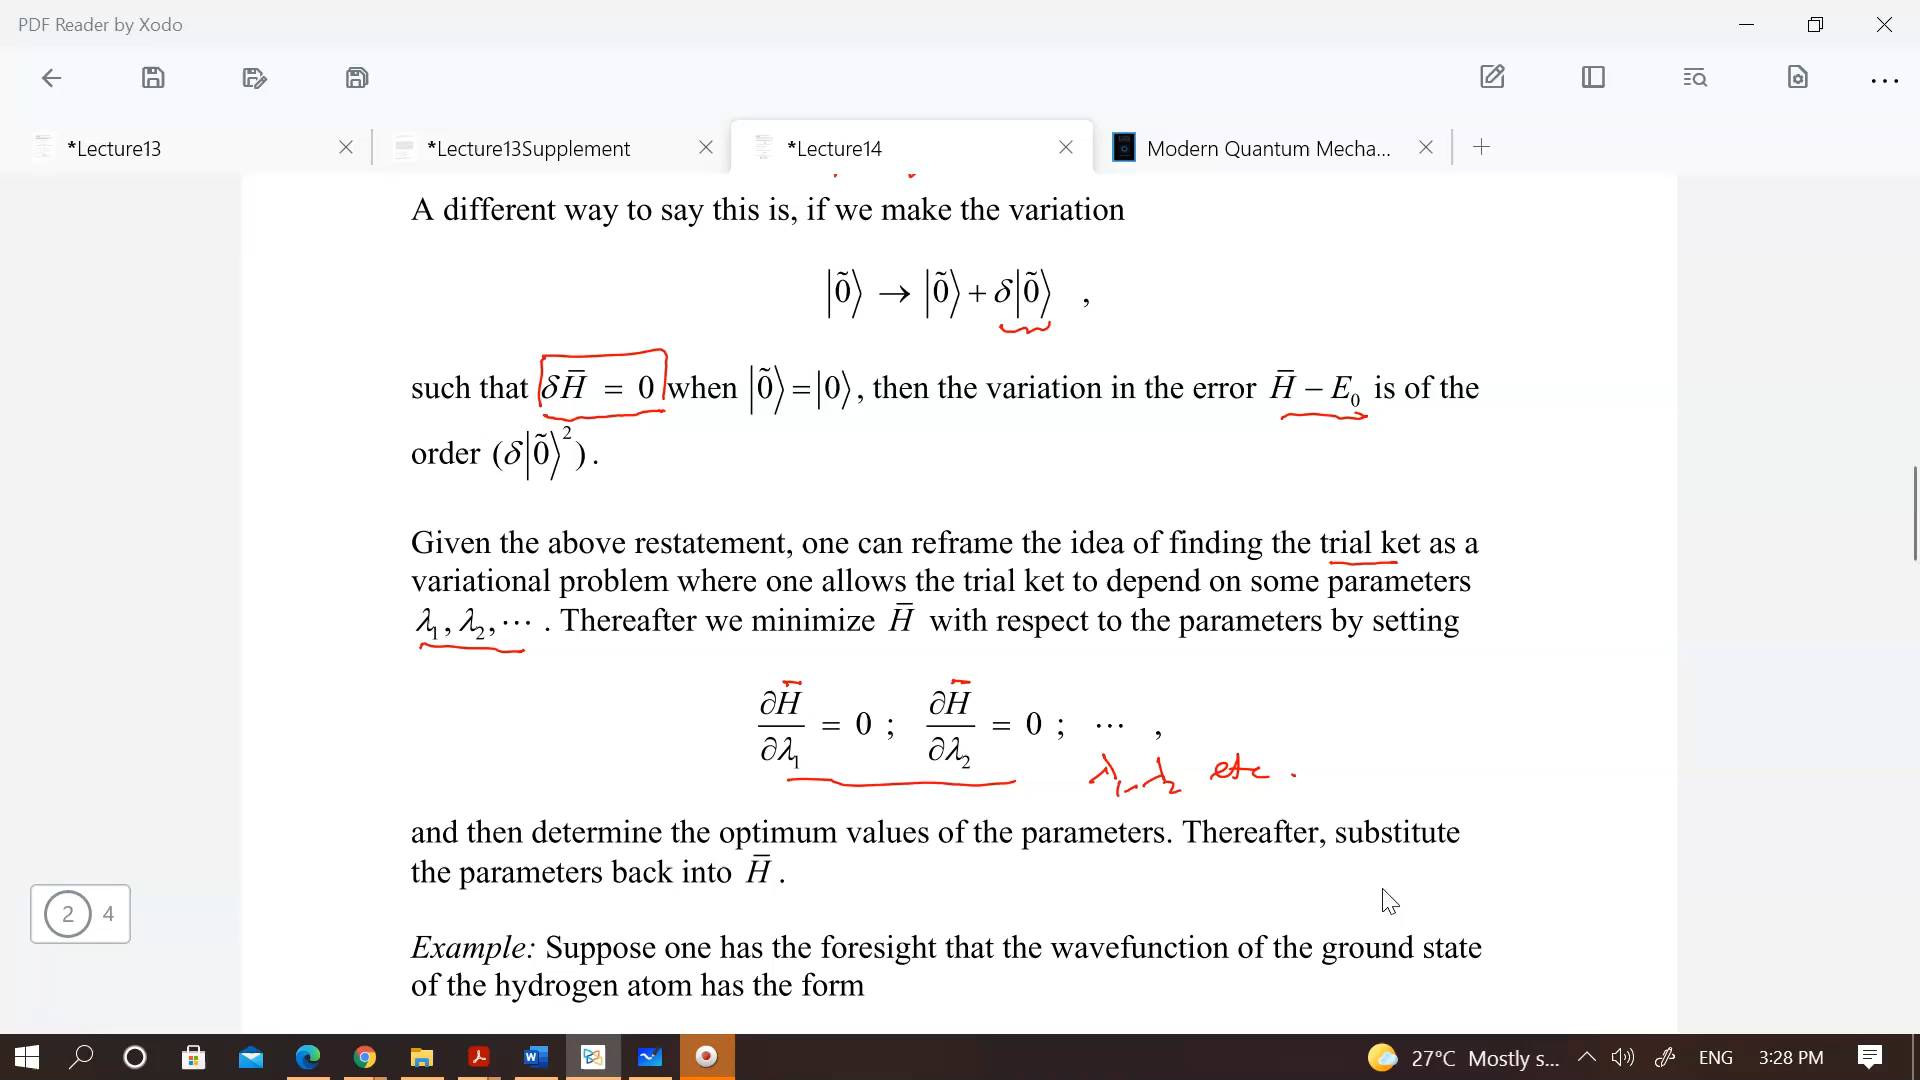 PDF Reader by Xodo
*Lecture13
*Lecture13Supplement
*Lecture14
Modern Quantum Mecha...
A different way to say this is, if we make the variation
|0̃⟩ → |0̃⟩ + δ|0̃⟩ ,
such that δH̄ = 0 when |0̃⟩ = |0⟩, then the variation in the error H̄ − E₀ is of the
order (δ|0̃⟩²).
Given the above restatement, one can reframe the idea of finding the trial ket as a
variational problem where one allows the trial ket to depend on some parameters
λ₁, λ₂, ⋯ . Thereafter we minimize H̄ with respect to the parameters by setting
∂H̄/∂λ₁ = 0 ; ∂H̄/∂λ₂ = 0 ; ⋯ ,
λ₁, λ₂ etc.
and then determine the optimum values of the parameters. Thereafter, substitute
the parameters back into H̄ .
2 4
Example: Suppose one has the foresight that the wavefunction of the ground state
of the hydrogen atom has the form
27°C Mostly s... ENG 3:28 PM